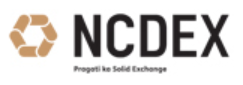 NCDEX
Pragati ka Solid Exchange